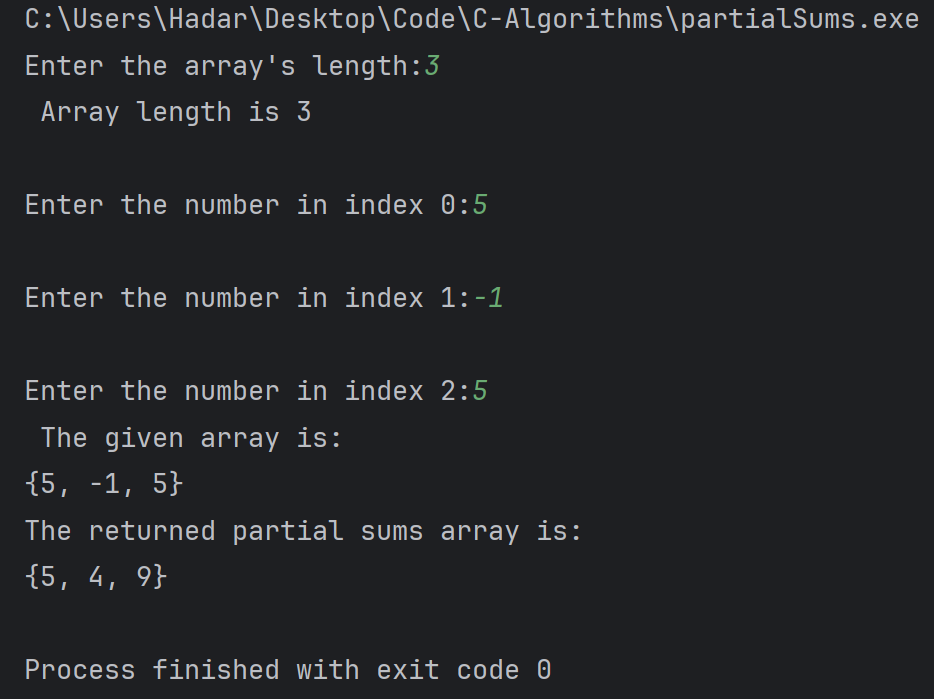 C:\Users\Hadar\Desktop\Code\C-Algorithms\partialSums.exe
Enter the array's length:3
Array length is 3
Enter the number in index 0:5
Enter the number in index 1:-1
Enter the number in index 2:5
The given array is:
{5, -1, 5}
The returned partial sums array is:
{5, 4, 9}
Process finished with exit code 0